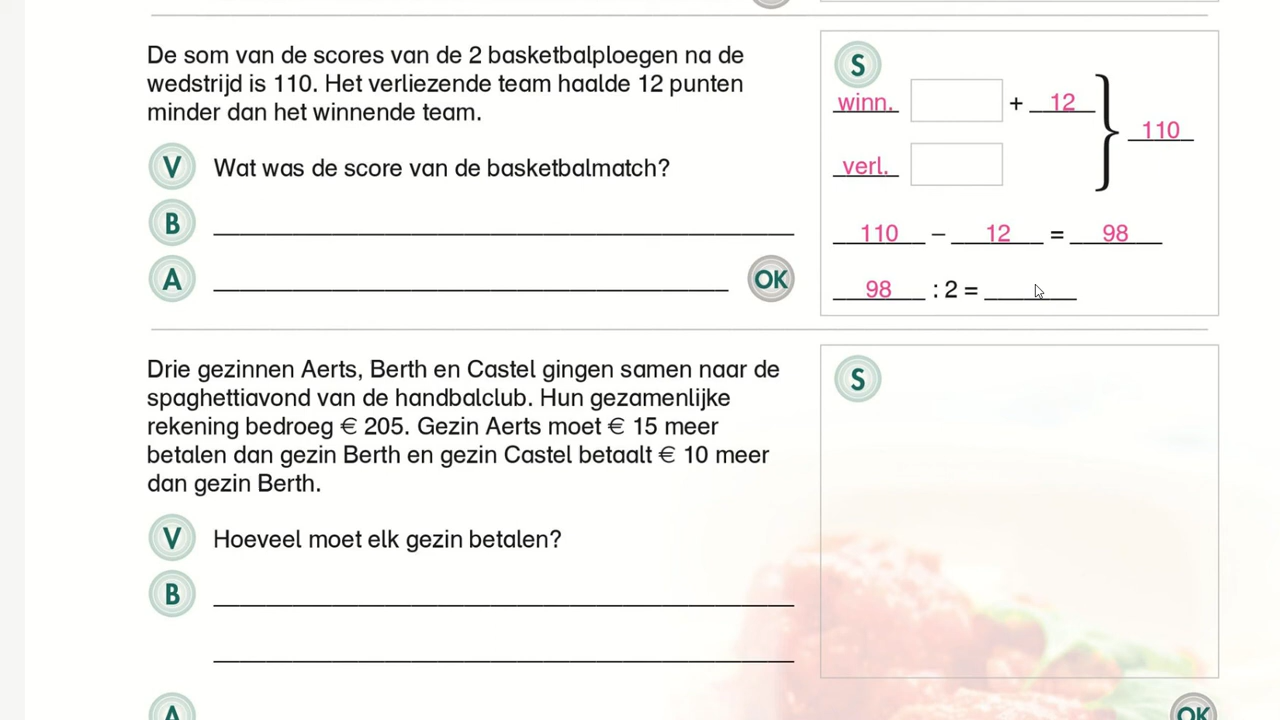 De som van de scores van de 2 basketbalploegen na de
wedstrijd is 110. Het verliezende team haalde 12 punten
minder dan het winnende team.
V Wat was de score van de basketbalmatch?
B
A
OK
S
winn. + 12
110
verl.
110 – 12 = 98
98 : 2 =
Drie gezinnen Aerts, Berth en Castel gingen samen naar de
spaghettiavond van de handbalclub. Hun gezamenlijke
rekening bedroeg € 205. Gezin Aerts moet € 15 meer
betalen dan gezin Berth en gezin Castel betaalt € 10 meer
dan gezin Berth.
V Hoeveel moet elk gezin betalen?
B
S
A
OK